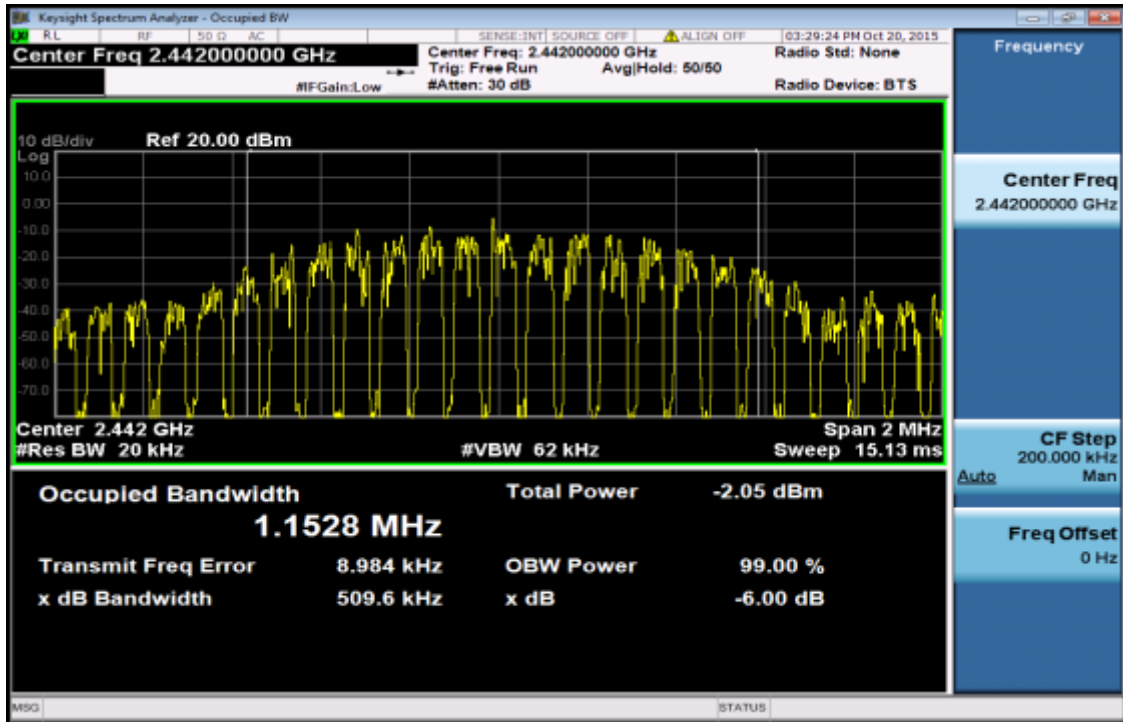 Keysight Spectrum Analyzer - Occupied BW
RL RF 50 Ω AC SENSE:INT SOURCE OFF ALIGN OFF 03:29:24 PM Oct 20, 2015
Center Freq 2.442000000 GHz
Center Freq: 2.442000000 GHz Radio Std: None
Trig: Free Run Avg|Hold: 50/50
#IFGain:Low #Atten: 30 dB Radio Device: BTS
10 dB/div Ref 20.00 dBm
Log
10.0
0.00
-10.0
-20.0
-30.0
-40.0
-50.0
-60.0
-70.0
Center 2.442 GHz Span 2 MHz
#Res BW 20 kHz #VBW 62 kHz Sweep 15.13 ms
Occupied Bandwidth Total Power -2.05 dBm
1.1528 MHz
Transmit Freq Error 8.984 kHz OBW Power 99.00 %
x dB Bandwidth 509.6 kHz x dB -6.00 dB
MSG STATUS
Frequency
Center Freq
2.442000000 GHz
CF Step
200.000 kHz
Auto Man
Freq Offset
0 Hz